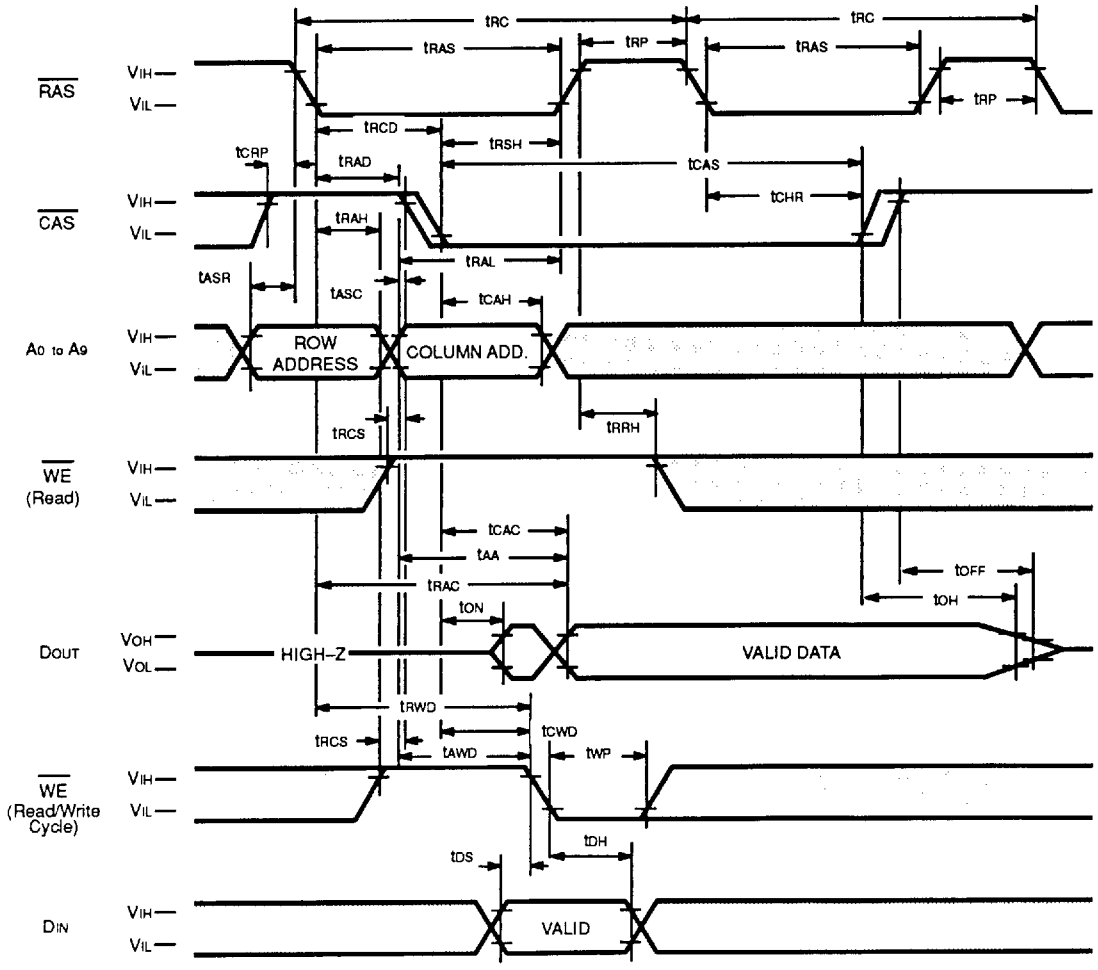 tRC tRC
tRAS tRP tRAS
RAS VIH
VIL
tRP
tRCD tRSH
tCRP tRAD tCAS
CAS VIH
VIL
tCHR
tRAH
tRAL
tASR tASC tCAH
A0 to A9 VIH
VIL
ROW
ADDRESS
COLUMN ADD.
tRCS tRRH
WE
(Read)
VIH
VIL
tCAC
tAA
tRAC
tOFF
tOH
tON
DOUT VOH
VOL
HIGH–Z VALID DATA
tRWD
tCWD
tRCS tAWD tWP
WE
(Read/Write
Cycle)
VIH
VIL
tDS tDH
DIN VIH
VIL
VALID